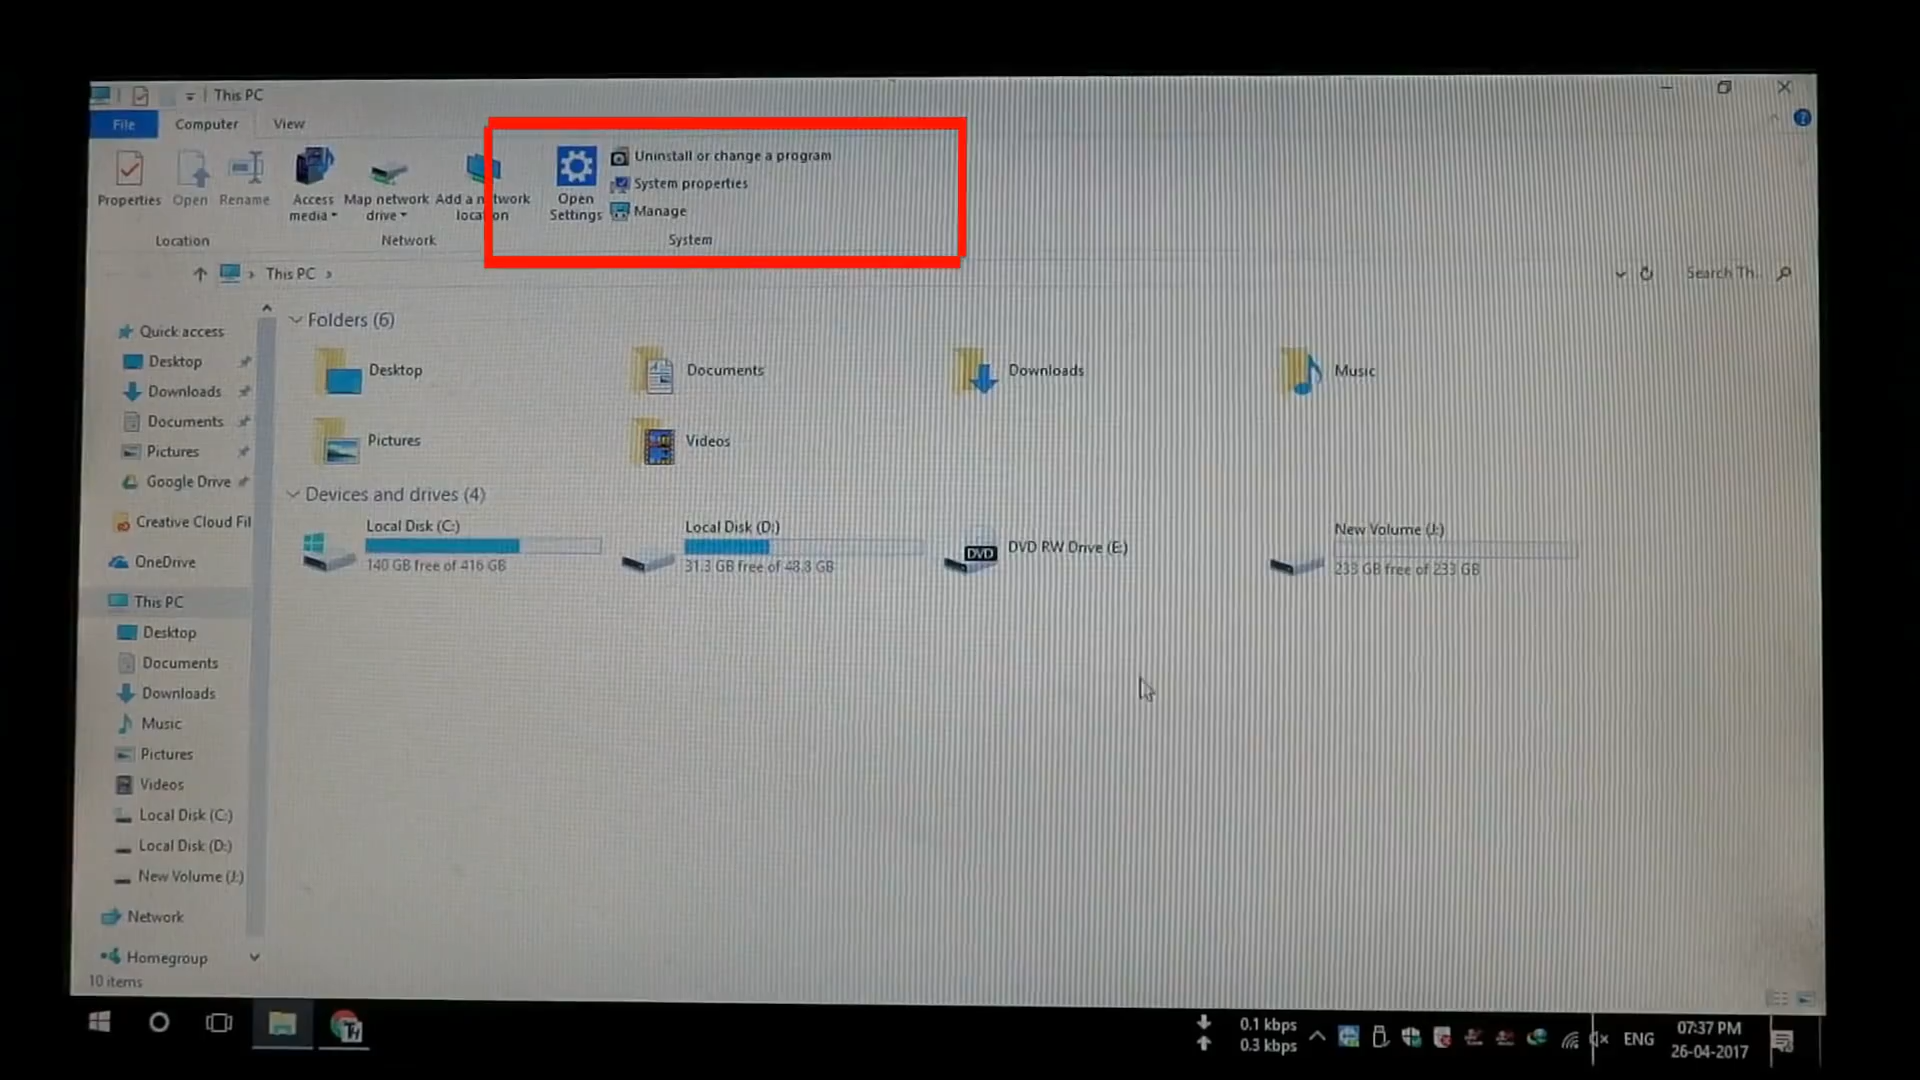 This PC
File Computer View
Properties Open Rename Access media Map network drive Add a network location Open Settings
Uninstall or change a program
System properties
Manage
Location Network System
This PC
Search Th..
Quick access
Desktop
Downloads
Documents
Pictures
Google Drive
Creative Cloud Fil
OneDrive
This PC
Desktop
Documents
Downloads
Music
Pictures
Videos
Local Disk (C:)
Local Disk (D:)
New Volume (J:)
Network
Homegroup
10 items
Folders (6)
Desktop Documents Downloads Music
Pictures Videos
Devices and drives (4)
Local Disk (C:)
140 GB free of 416 GB
Local Disk (D:)
31.3 GB free of 48.8 GB
DVD
DVD RW Drive (E:)
New Volume (J:)
233 GB free of 233 GB
TH
0.1 kbps
0.3 kbps
ENG
07:37 PM
26-04-2017